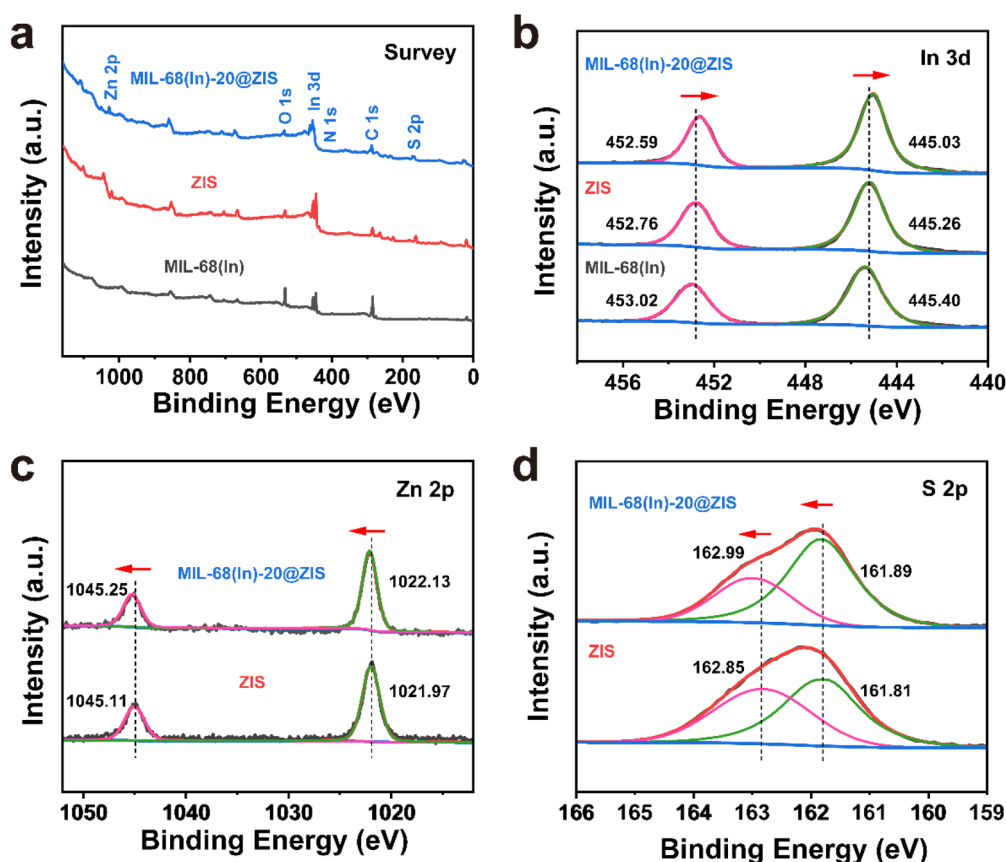 a
Survey
MIL-68(In)-20@ZIS
Zn 2p
O 1s
In 3d
N 1s
C 1s
S 2p
ZIS
MIL-68(In)
Intensity (a.u.)
1000 800 600 400 200 0
Binding Energy (eV)
b
In 3d
MIL-68(In)-20@ZIS
452.59 445.03
ZIS
452.76 445.26
MIL-68(In)
453.02 445.40
Intensity (a.u.)
456 452 448 444 440
Binding Energy (eV)
c
Zn 2p
1045.25 MIL-68(In)-20@ZIS 1022.13
ZIS
1045.11 1021.97
Intensity (a.u.)
1050 1040 1030 1020
Binding Energy (eV)
d
S 2p
MIL-68(In)-20@ZIS
162.99 161.89
ZIS
162.85 161.81
Intensity (a.u.)
166 165 164 163 162 161 160 159
Binding Energy (eV)